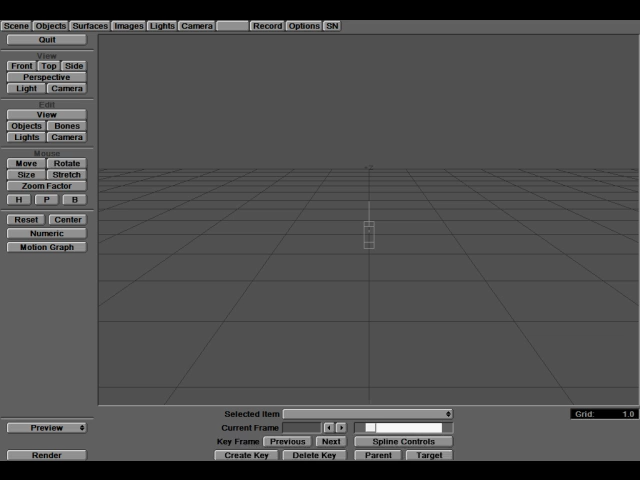 Scene Objects Surfaces Images Lights Camera Record Options SN
Quit
View
Front Top Side
Perspective
Light Camera
Edit
View
Objects Bones
Lights Camera
Mouse
Move Rotate
Size Stretch
Zoom Factor
H P B
Reset Center
Numeric
Motion Graph
Selected Item
Grid: 1.0
Preview
Current Frame
Key Frame Previous Next Spline Controls
Render
Create Key Delete Key Parent Target